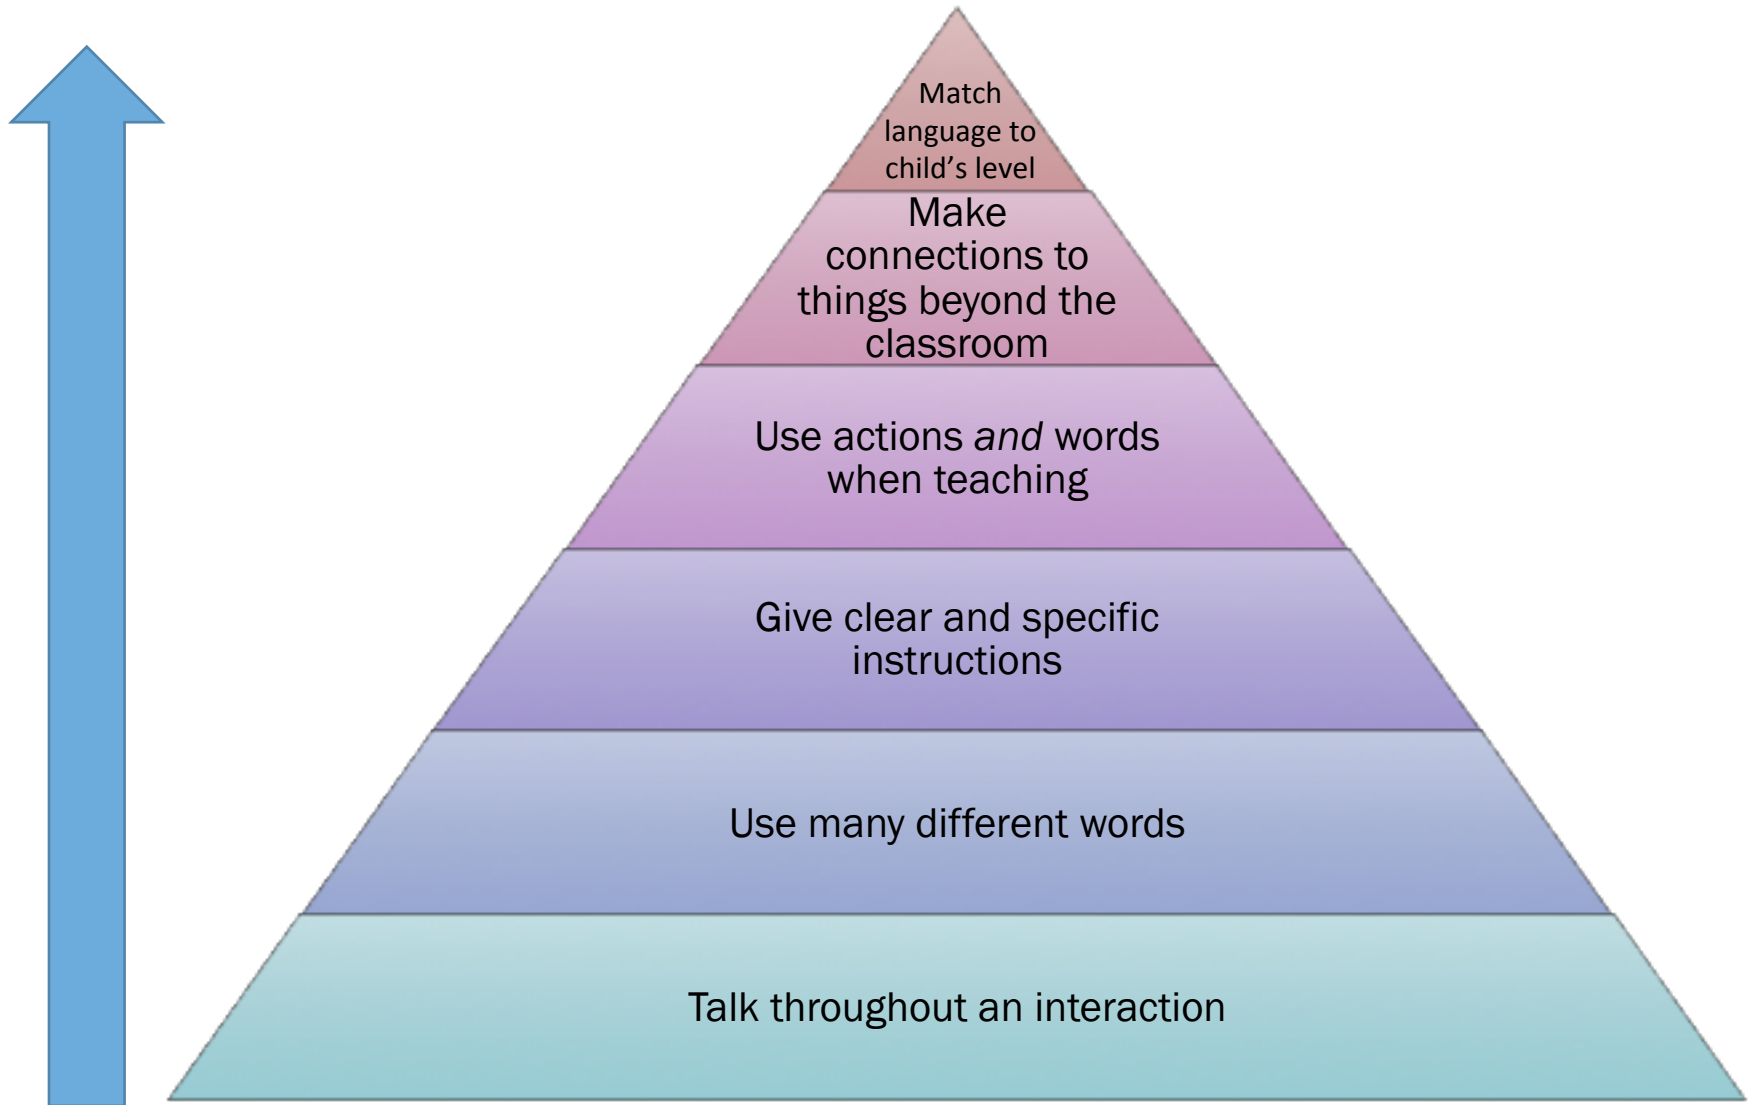 Match
language to
child’s level
Make
connections to
things beyond the
classroom
Use actions and words
when teaching
Give clear and specific
instructions
Use many different words
Talk throughout an interaction